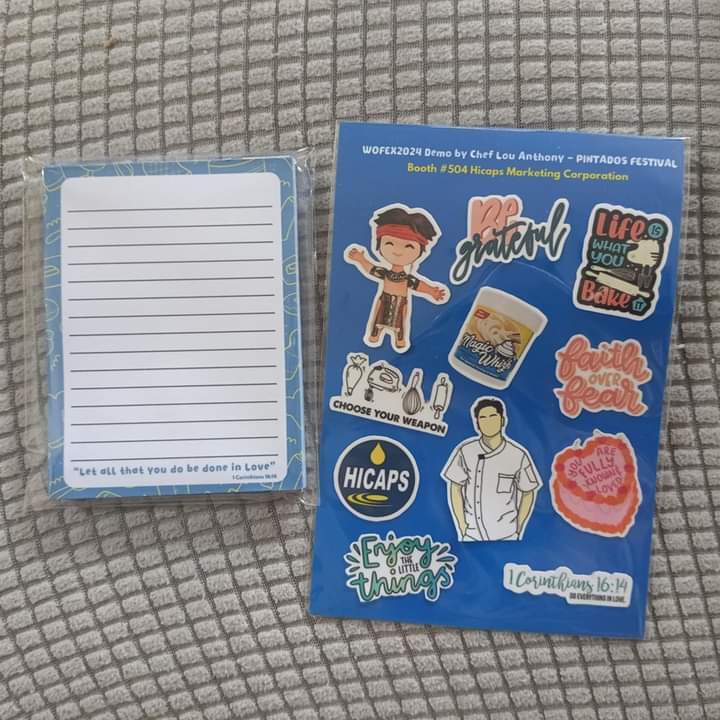 "Let all that you do be done in Love"
1 Corinthians 16:14
WOFEX2024 Demo by Chef Lou Anthony - PINTADOS FESTIVAL
Booth #504 Hicaps Marketing Corporation
Be
grateful
Life IS
WHAT
YOU
Bake IT
Magic
Whip
faith
OVER
fear
CHOOSE YOUR WEAPON
HICAPS
YOU ARE
FULLY
KNOWN &
LOVED
Enjoy
THE
LITTLE
things
1 Corinthians 16:14
DO EVERYTHING IN LOVE.